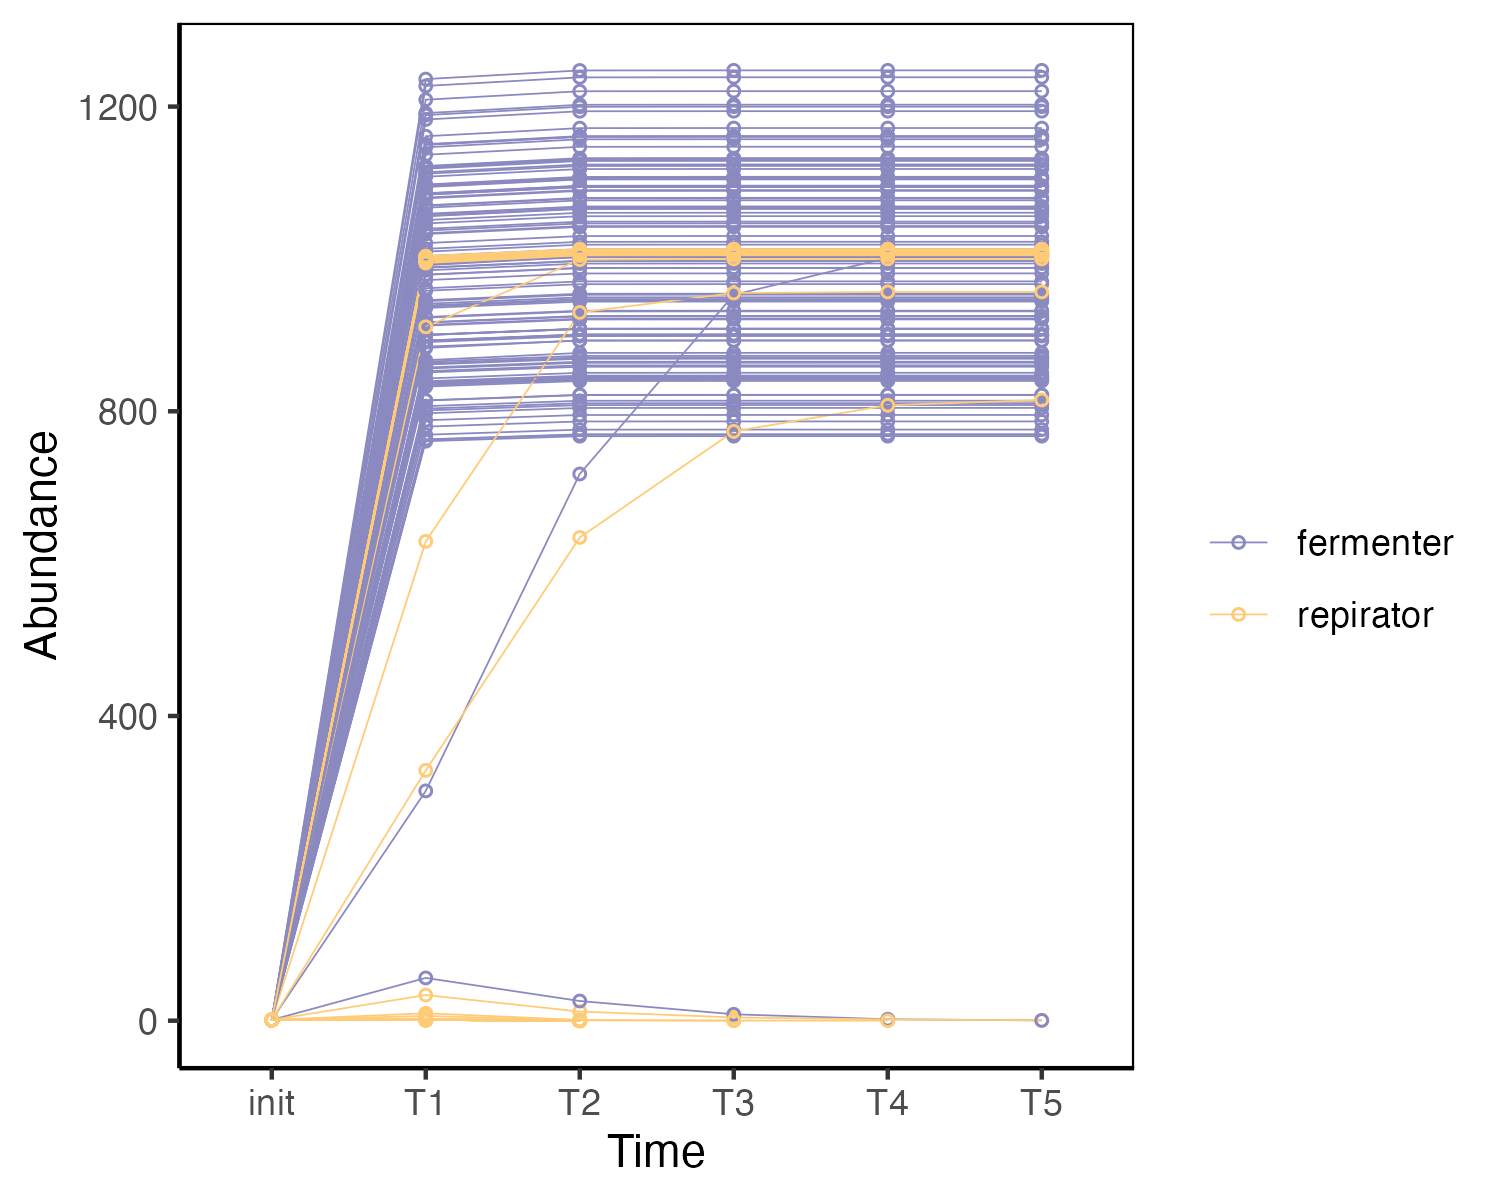 1200
800
400
0
Abundance
init T1 T2 T3 T4 T5
Time
fermenter
repirator